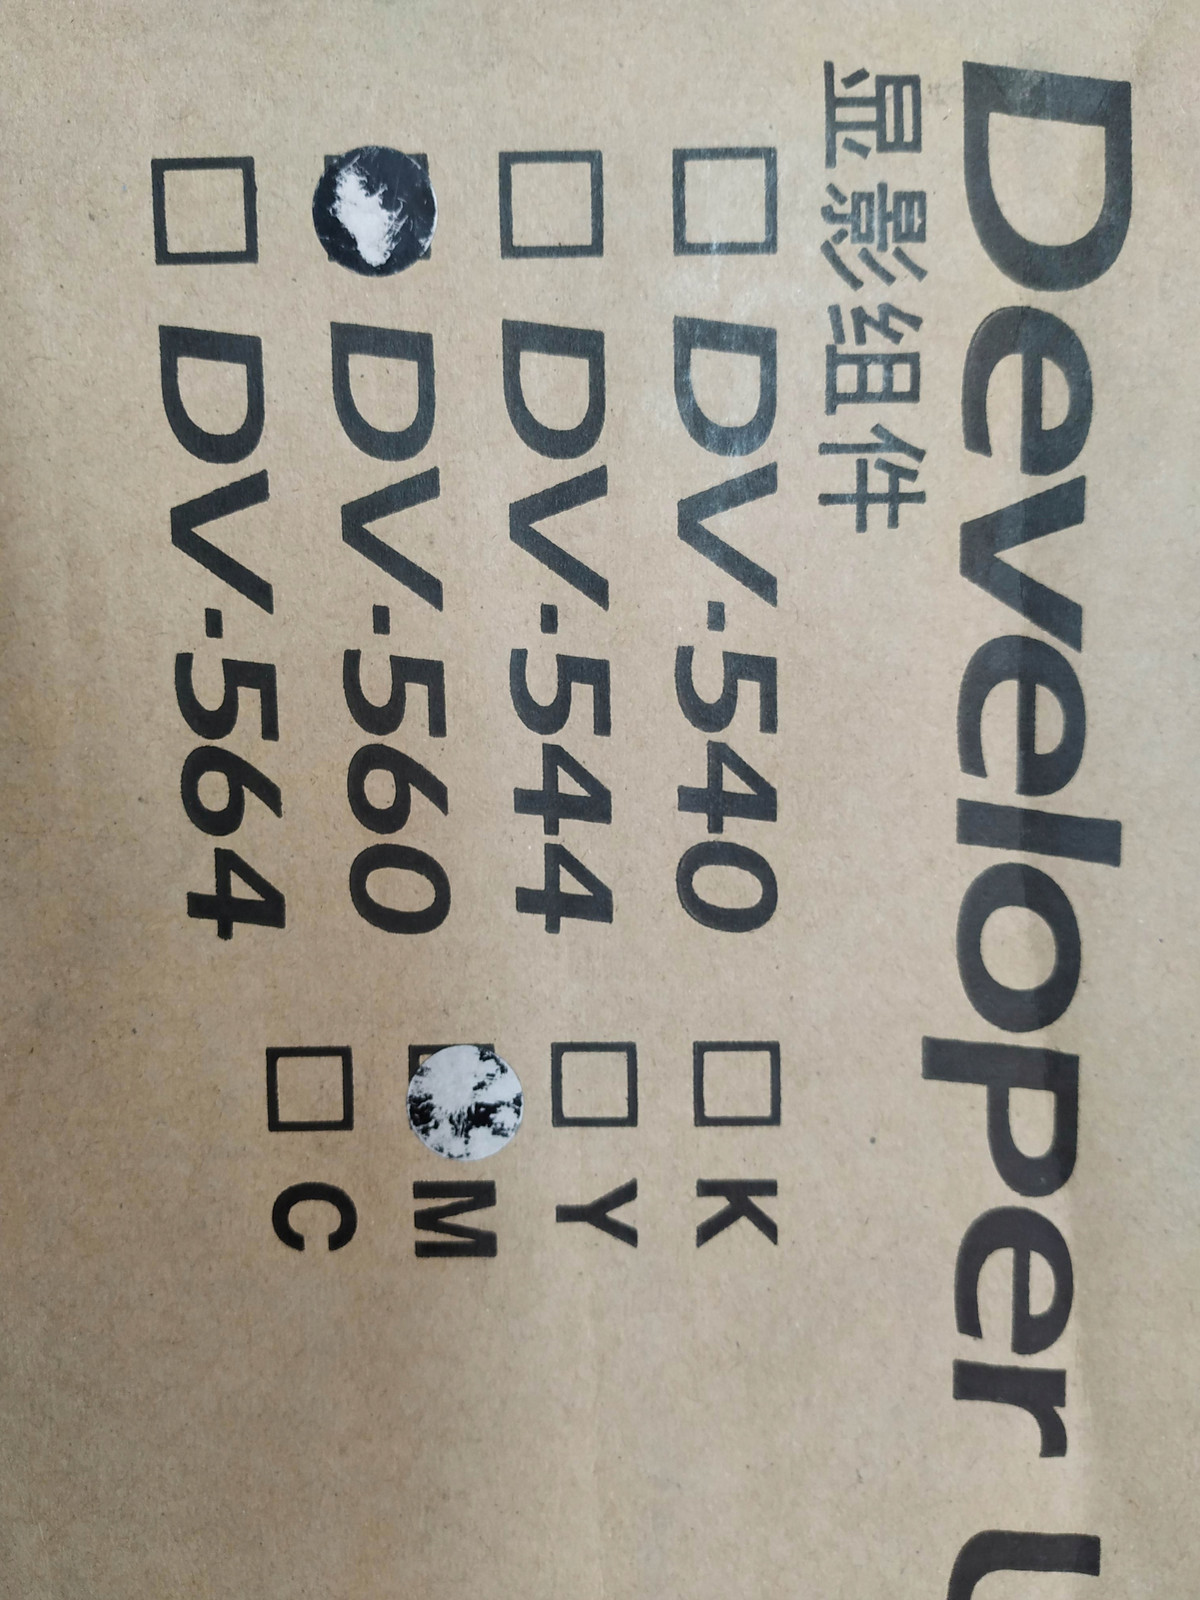 Developer U
显影组件
DV-540
DV-544
DV-560
DV-564
K
Y
M
C